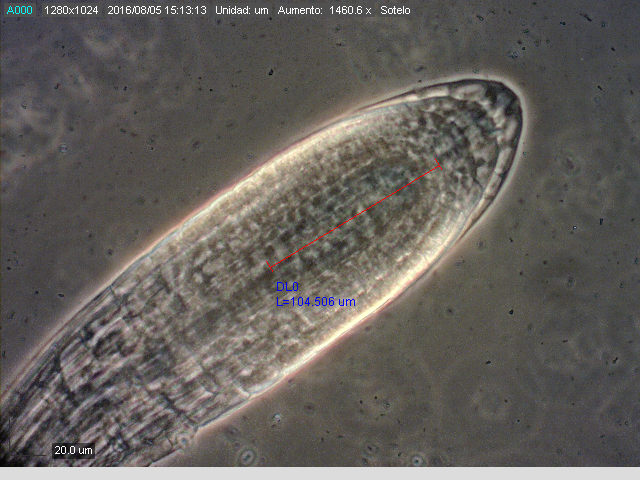 A000 1280x1024 2016/08/05 15:13:13 Unidad: um Aumento: 1460.6 x Sotelo
DL0
L=104.506 um
20.0 um